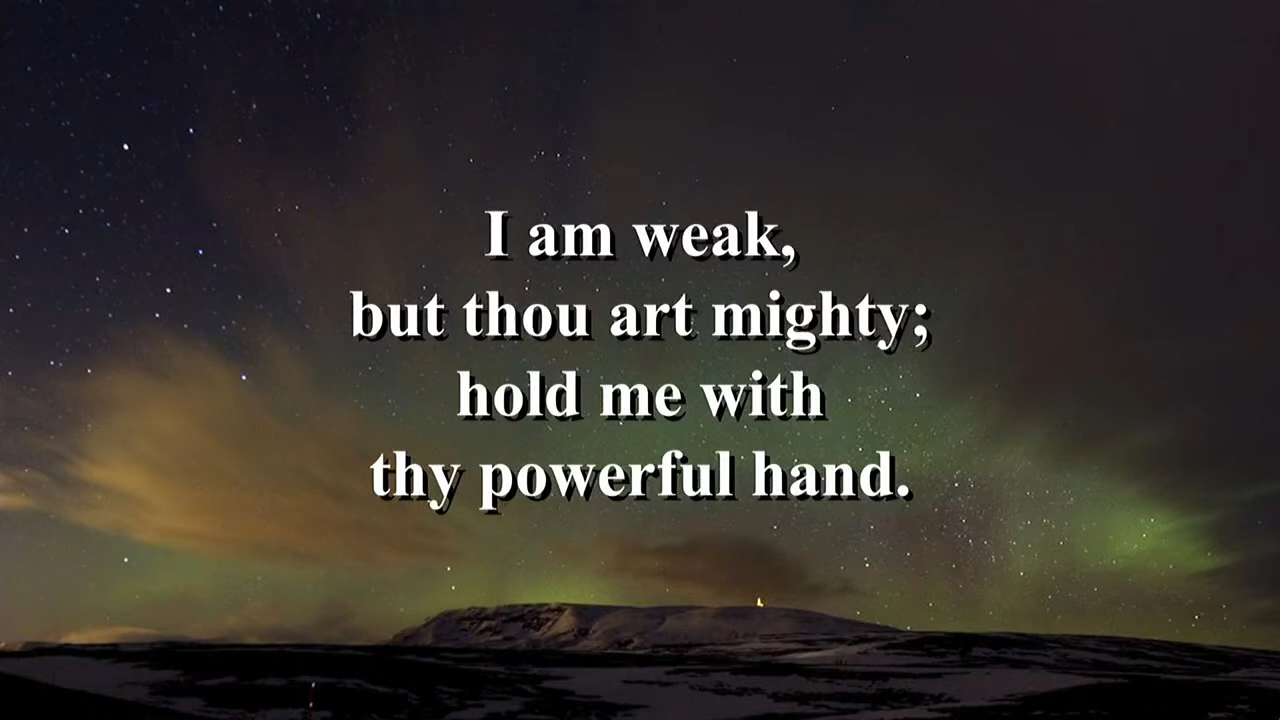 I am weak,
but thou art mighty;
hold me with
thy powerful hand.